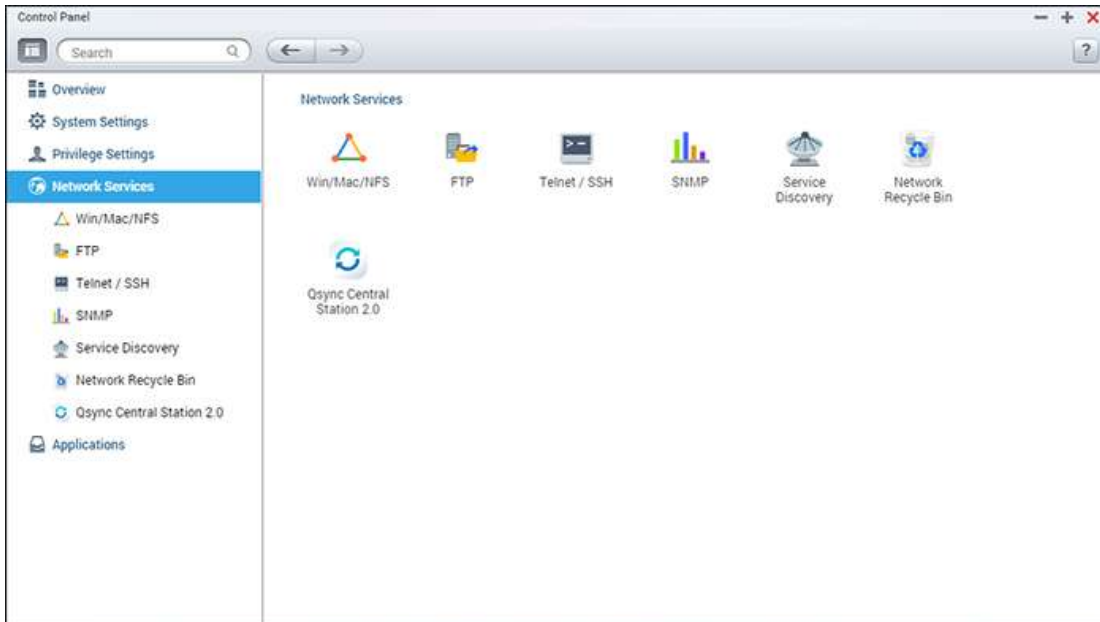 Control Panel
Search
?
Overview
System Settings
Privilege Settings
Network Services
Win/Mac/NFS
FTP
Telnet / SSH
SNMP
Service Discovery
Network Recycle Bin
Qsync Central Station 2.0
Applications
Network Services
Win/Mac/NFS
FTP
Telnet / SSH
SNMP
Service
Discovery
Network
Recycle Bin
Qsync Central
Station 2.0